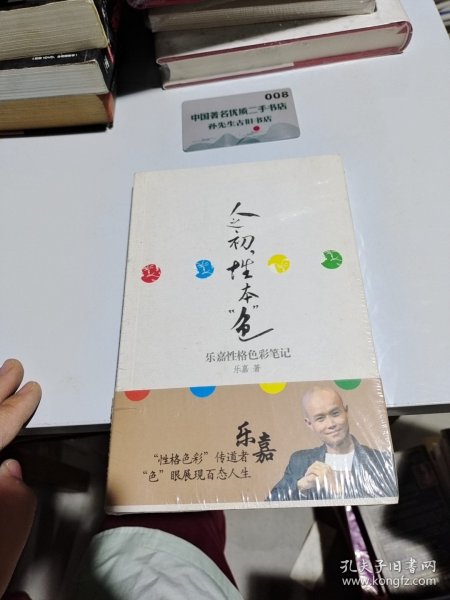 008
中国著名优质二手书店
孙先生古旧书店
人之初，
性本
“色”
乐嘉性格色彩笔记
乐嘉 著
乐嘉
“性格色彩”传道者
“色”眼展现百态人生
孔夫子旧书网
www.kongfz.com